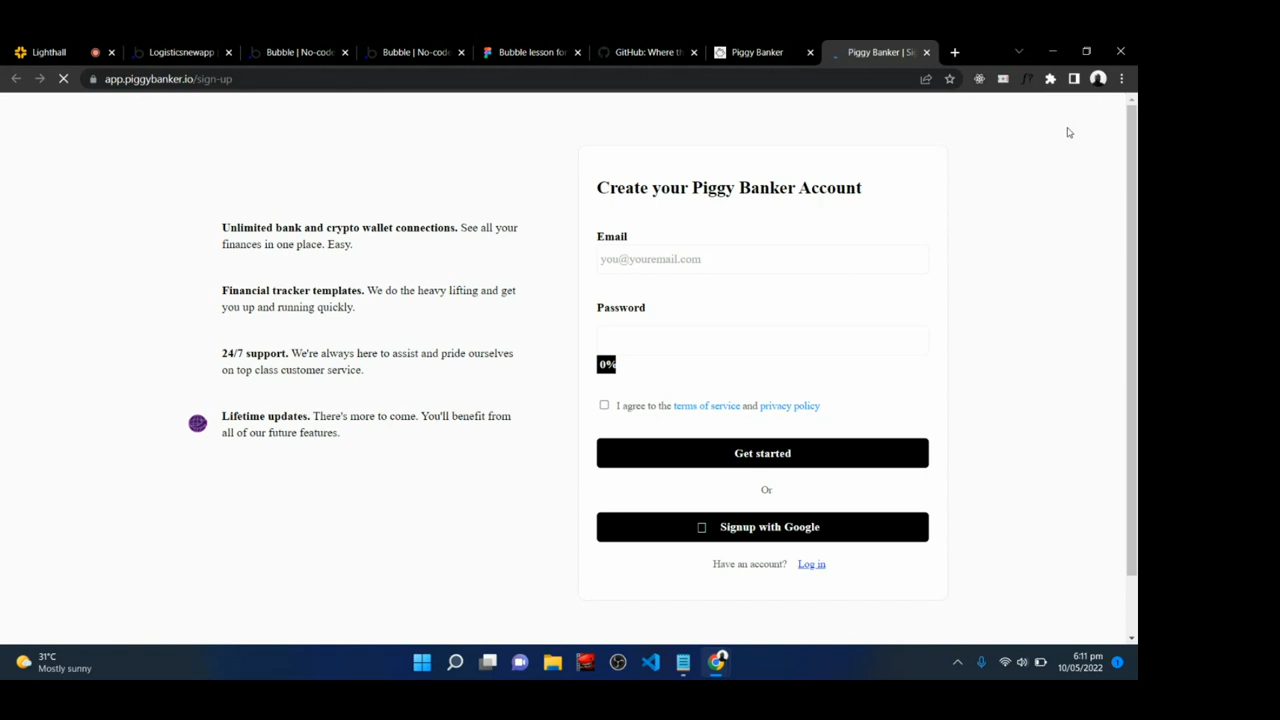 Lighthall
Logisticsnewapp
Bubble | No-code
Bubble | No-code
Bubble lesson for
GitHub: Where th
Piggy Banker
Piggy Banker | Si
app.piggybanker.io/sign-up
Create your Piggy Banker Account
Unlimited bank and crypto wallet connections. See all your
finances in one place. Easy.
Financial tracker templates. We do the heavy lifting and get
you up and running quickly.
24/7 support. We're always here to assist and pride ourselves
on top class customer service.
Lifetime updates. There's more to come. You'll benefit from
all of our future features.
Email
you@youremail.com
Password
0%
I agree to the terms of service and privacy policy
Get started
Or
Signup with Google
Have an account? Log in
31°C
Mostly sunny
6:11 pm
10/05/2022
1